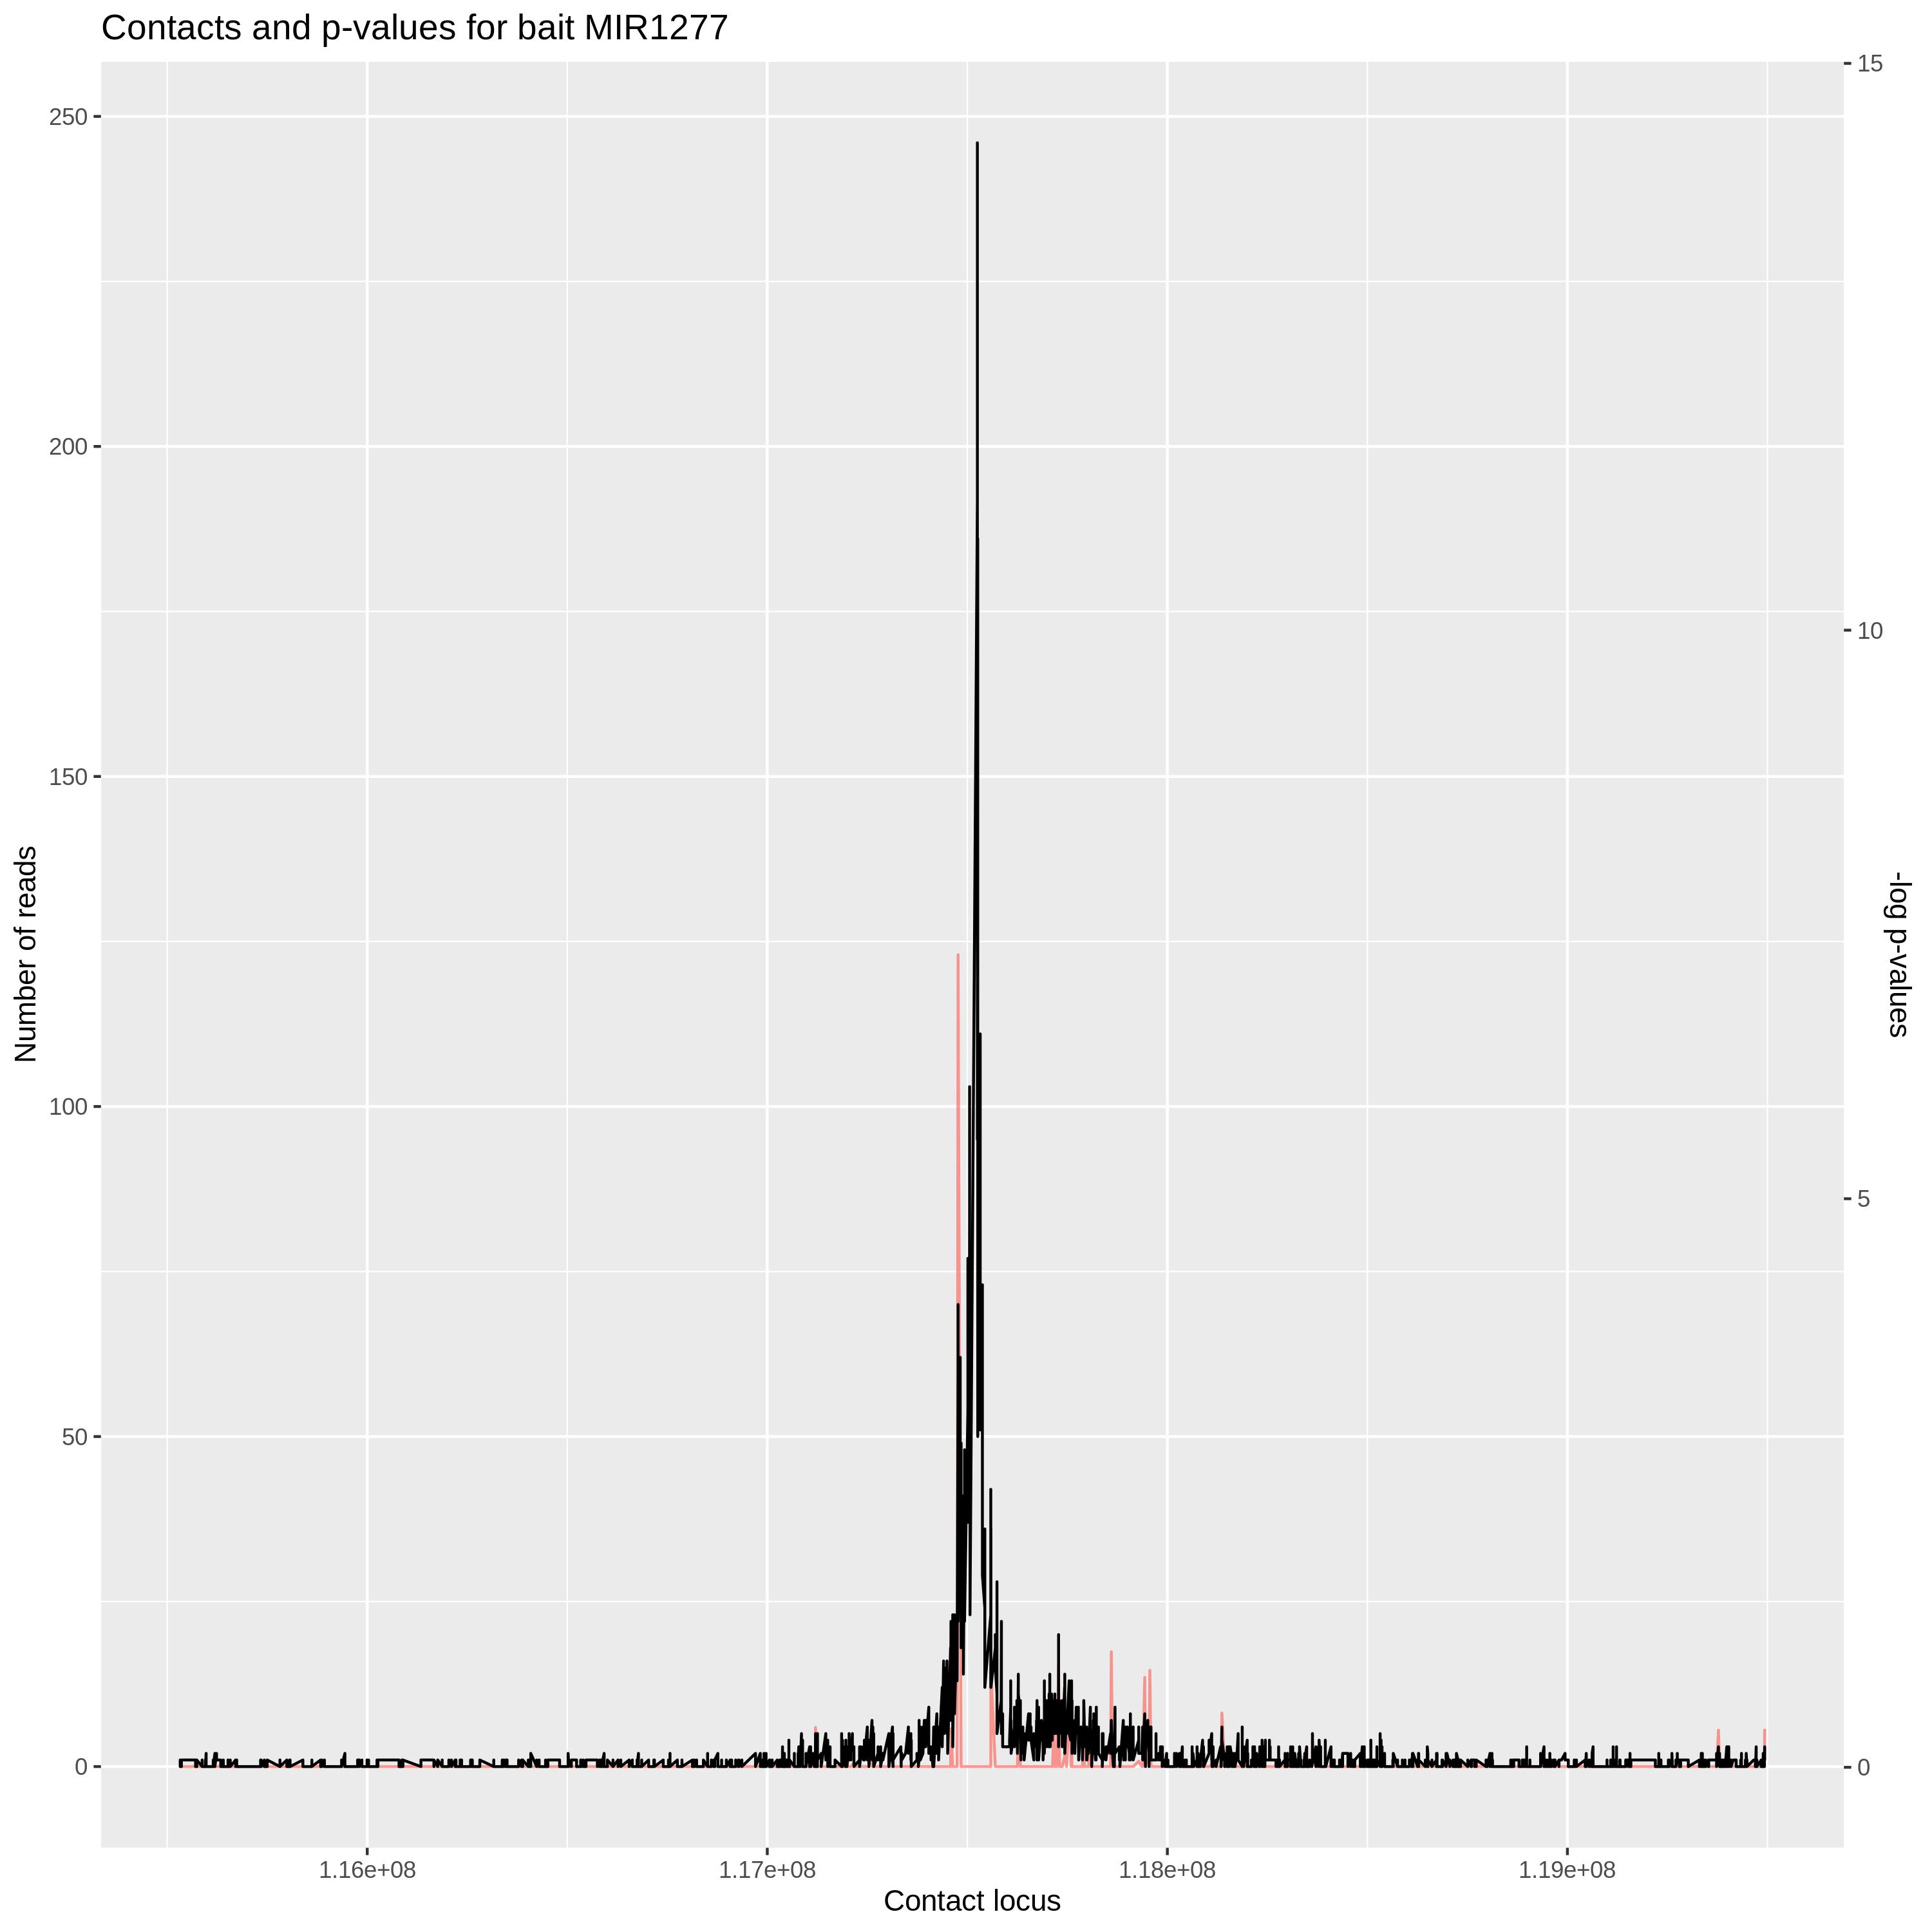 Contacts and p-values for bait MIR1277
15
250
200
10
150
Number of reads
-log p-values
100
5
50
0
0
1.16e+08
1.17e+08
1.18e+08
1.19e+08
Contact locus